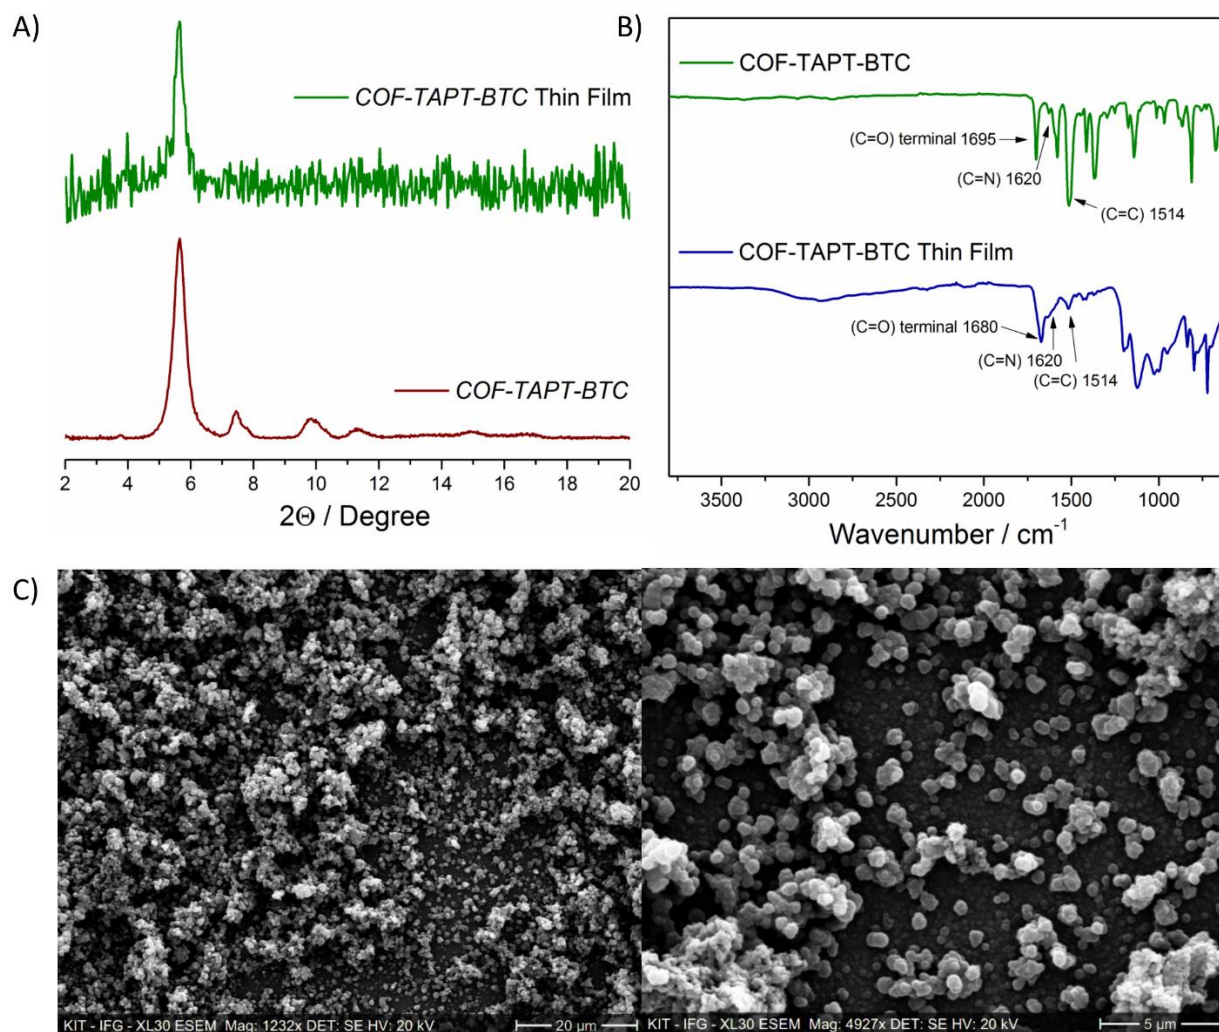 A)
COF-TAPT-BTC Thin Film
COF-TAPT-BTC
2 4 6 8 10 12 14 16 18 20
2Θ / Degree
B)
COF-TAPT-BTC
(C=O) terminal 1695
(C=N) 1620
(C=C) 1514
COF-TAPT-BTC Thin Film
(C=O) terminal 1680
(C=N) 1620
(C=C) 1514
3500 3000 2500 2000 1500 1000
Wavenumber / cm⁻¹
C)
KIT - IFG - XL30 ESEM Mag: 1232x DET: SE HV: 20 kV 20 µm
KIT - IFG - XL30 ESEM Mag: 4927x DET: SE HV: 20 kV 5 µm